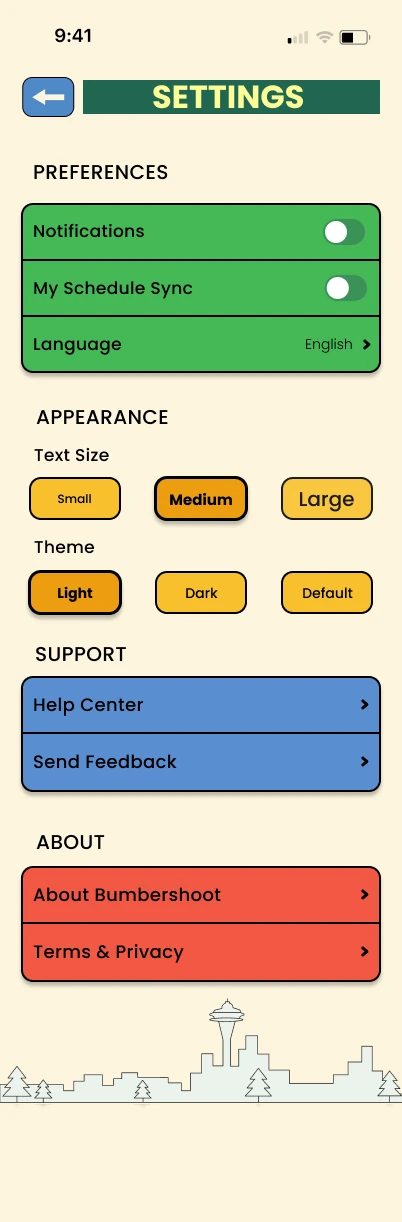 9:41
SETTINGS
PREFERENCES
Notifications
My Schedule Sync
Language English
APPEARANCE
Text Size
Small Medium Large
Theme
Light Dark Default
SUPPORT
Help Center
Send Feedback
ABOUT
About Bumbershoot
Terms & Privacy